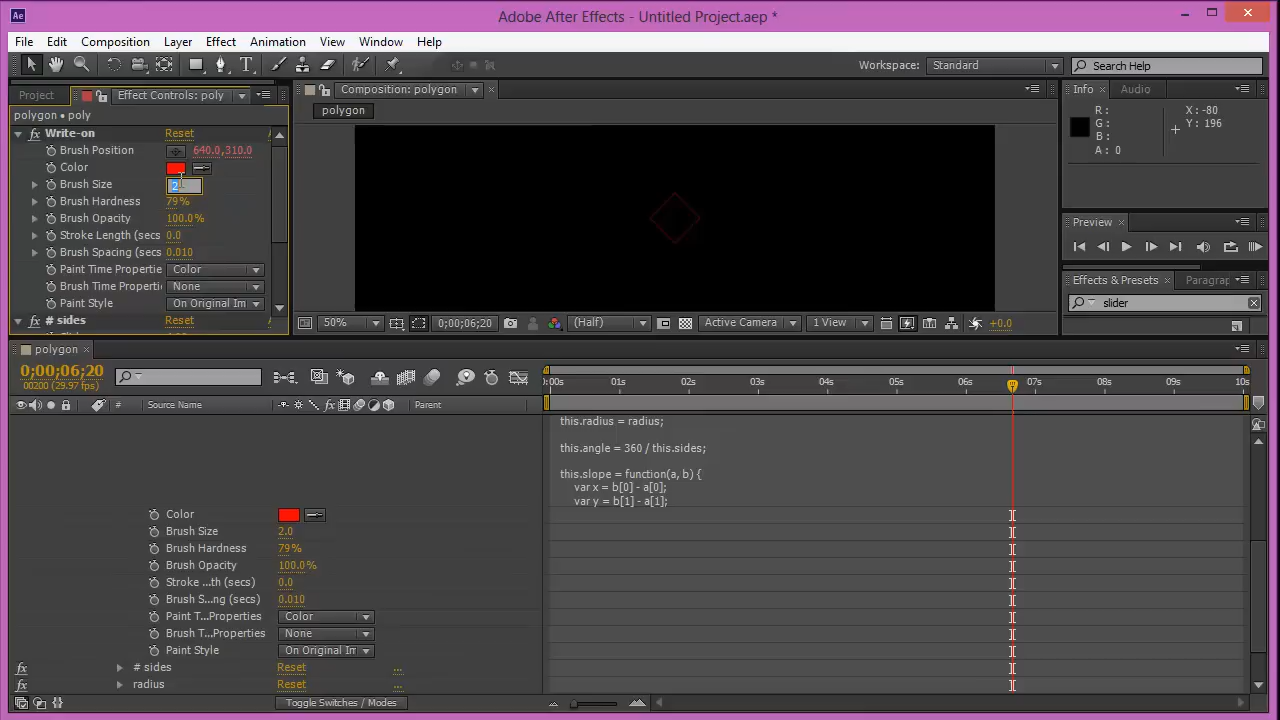 Ae
Adobe After Effects - Untitled Project.aep *
File Edit Composition Layer Effect Animation View Window Help
Workspace: Standard
Search Help
Project
Effect Controls: poly
Composition: polygon
Info
Audio
polygon • poly
polygon
R :
G :
B :
A : 0
X : -80
Y : 196
fx Write-on Reset
Brush Position 640.0,310.0
Color
Brush Size 2
Brush Hardness 79%
Brush Opacity 100.0%
Stroke Length (secs 0.0
Brush Spacing (secs 0.010
Paint Time Propertie Color
Brush Time Properti None
Paint Style On Original Im
fx # sides Reset
Preview
Effects & Presets
Paragrap
slider
50%
0;00;06;20
(Half)
Active Camera
1 View
+0.0
polygon
0;00;06;20
00200 (29.97 fps)
0:00s 01s 02s 03s 04s 05s 06s 07s 08s 09s 10s
# Source Name
fx
Parent
this.radius = radius;
this.angle = 360 / this.sides;
this.slope = function(a, b) {
var x = b[0] - a[0];
var y = b[1] - a[1];
Color
Brush Size 2.0
Brush Hardness 79%
Brush Opacity 100.0%
Stroke ...th (secs) 0.0
Brush S...ng (secs) 0.010
Paint T...Properties Color
Brush T...Properties None
Paint Style On Original Im
fx # sides Reset ...
fx radius Reset ...
Toggle Switches / Modes